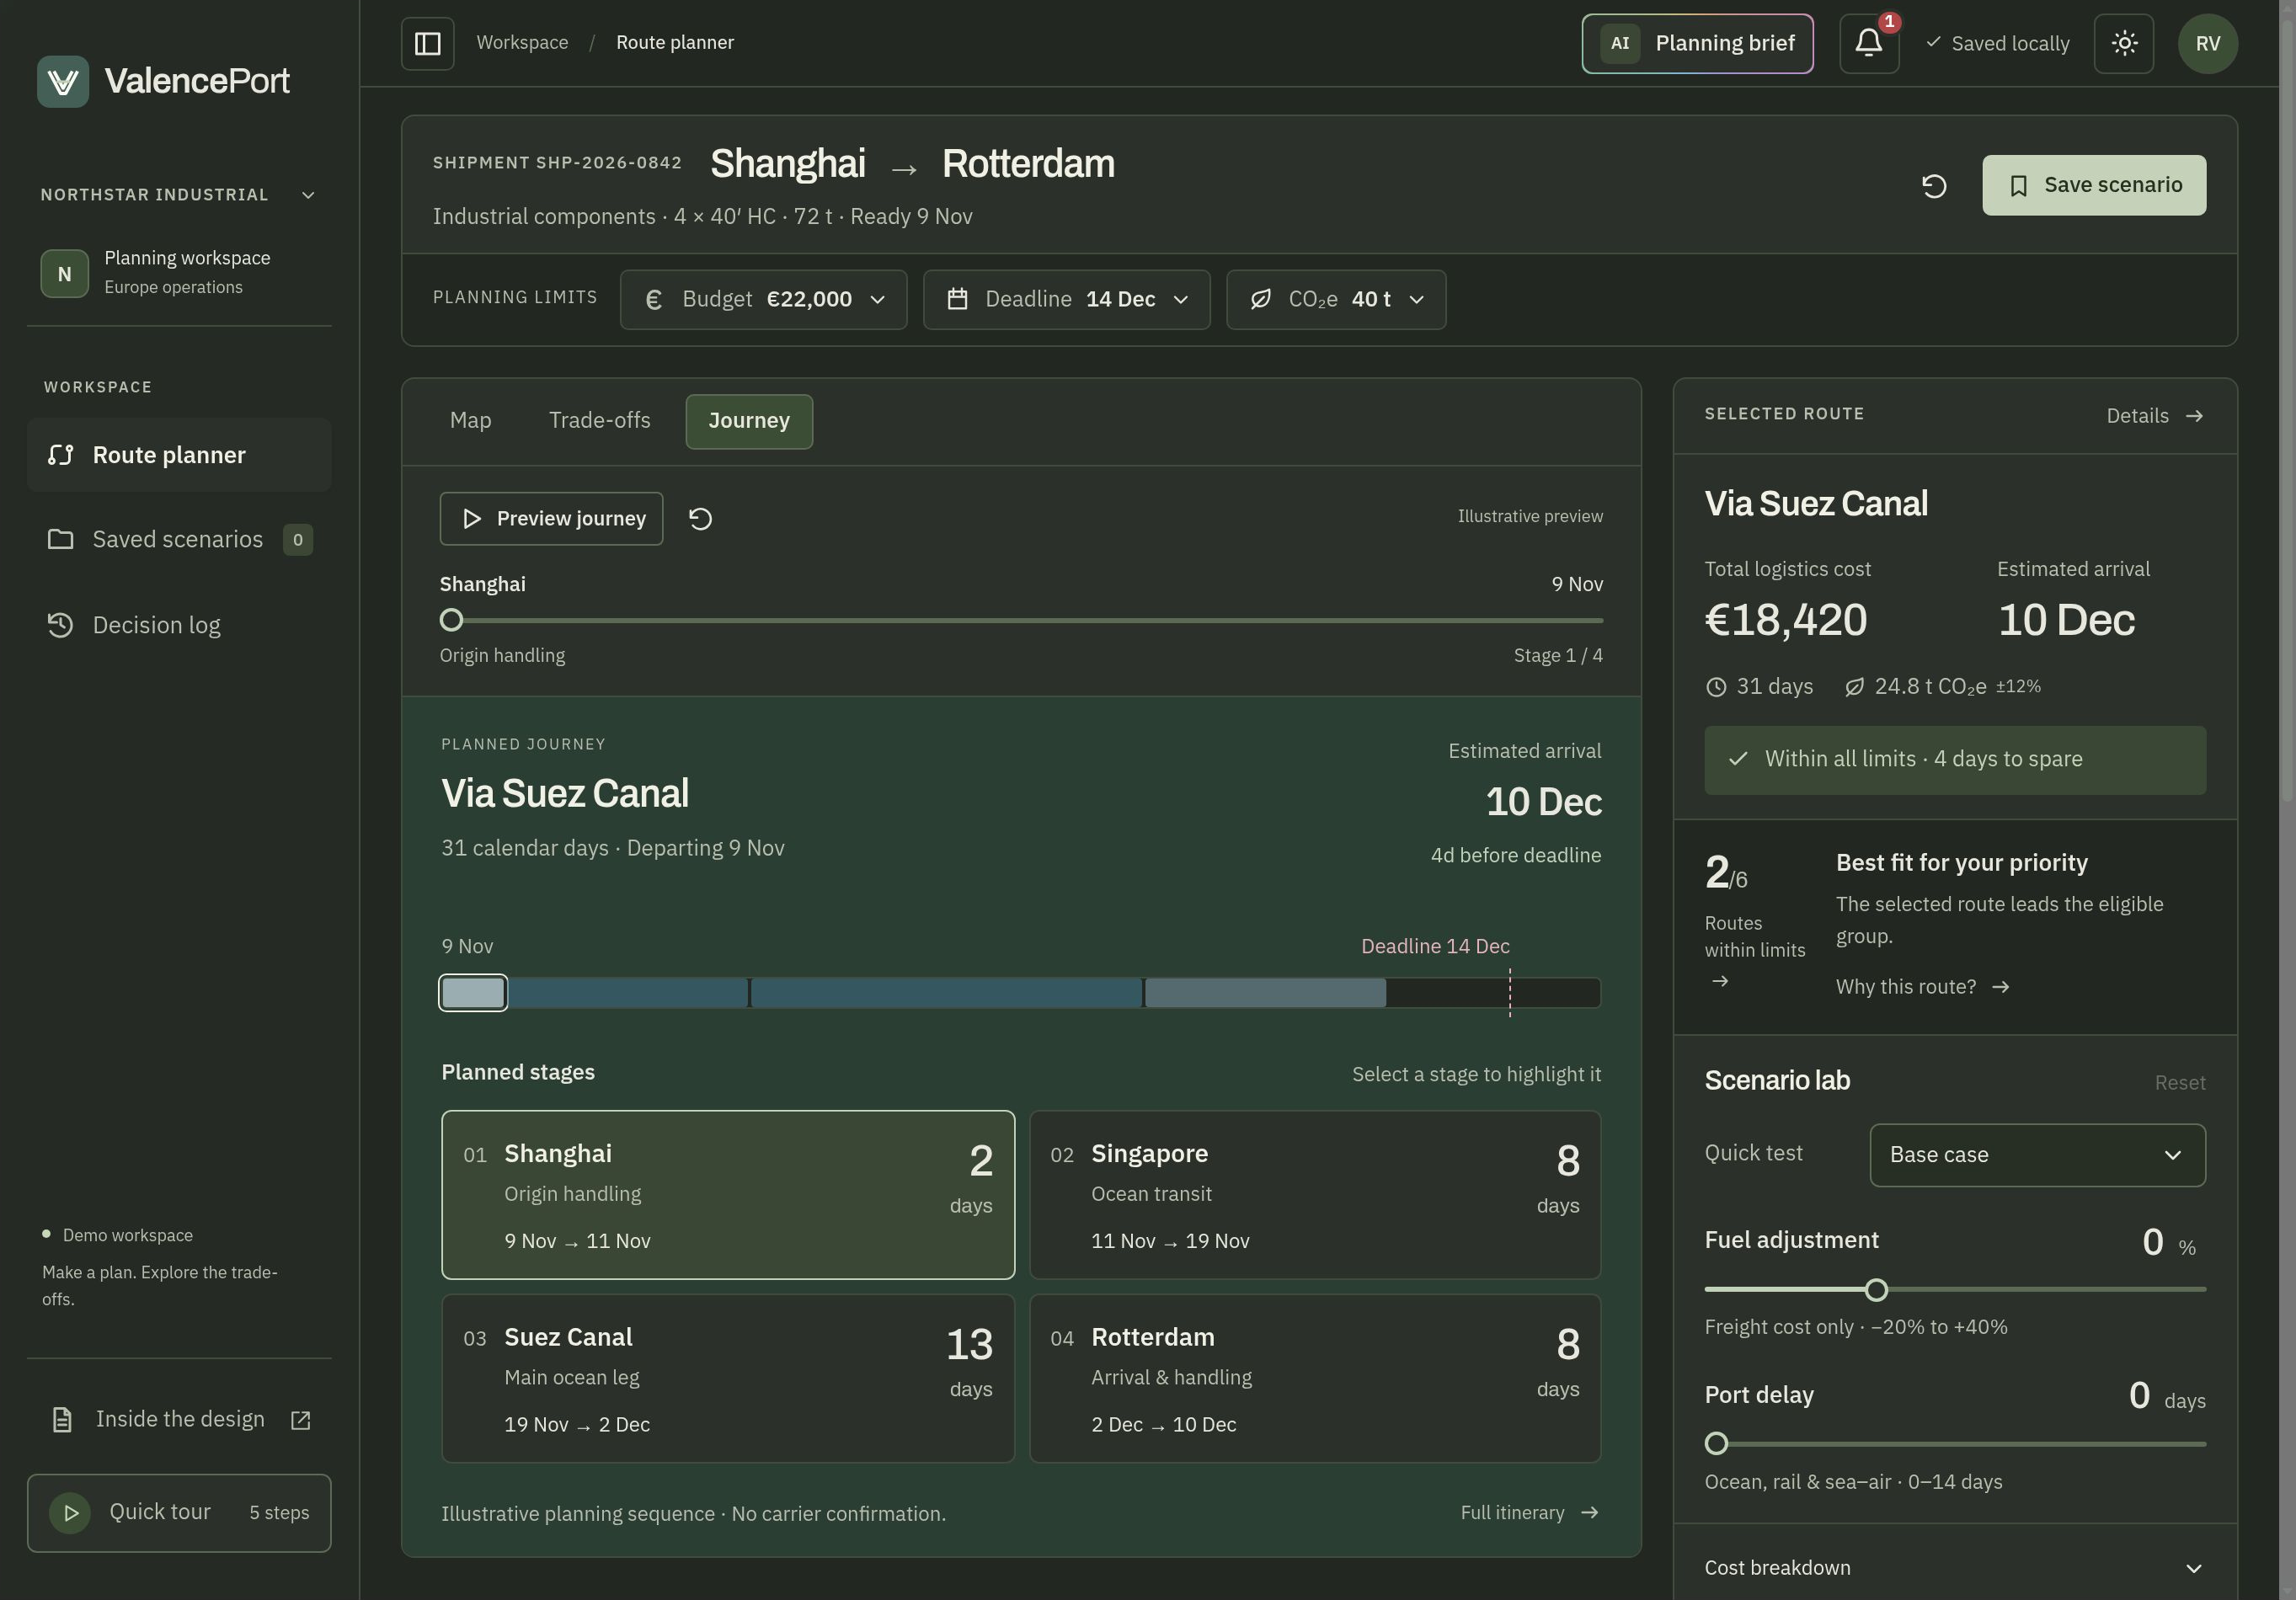 ValencePort
NORTHSTAR INDUSTRIAL
N
Planning workspace
Europe operations
WORKSPACE
Route planner
Saved scenarios 0
Decision log
Demo workspace
Make a plan. Explore the trade-
offs.
Inside the design
Quick tour 5 steps
Workspace / Route planner
AI Planning brief
1
Saved locally
RV
SHIPMENT SHP-2026-0842 Shanghai → Rotterdam
Industrial components · 4 × 40′ HC · 72 t · Ready 9 Nov
Save scenario
PLANNING LIMITS € Budget €22,000 Deadline 14 Dec CO₂e 40 t
Map Trade-offs Journey
Preview journey
Illustrative preview
Shanghai 9 Nov
Origin handling Stage 1 / 4
PLANNED JOURNEY
Via Suez Canal
31 calendar days · Departing 9 Nov
Estimated arrival
10 Dec
4d before deadline
9 Nov Deadline 14 Dec
Planned stages Select a stage to highlight it
01 Shanghai 2
Origin handling days
9 Nov → 11 Nov
02 Singapore 8
Ocean transit days
11 Nov → 19 Nov
03 Suez Canal 13
Main ocean leg days
19 Nov → 2 Dec
04 Rotterdam 8
Arrival & handling days
2 Dec → 10 Dec
Illustrative planning sequence · No carrier confirmation. Full itinerary →
SELECTED ROUTE Details →
Via Suez Canal
Total logistics cost Estimated arrival
€18,420 10 Dec
31 days 24.8 t CO₂e ±12%
Within all limits · 4 days to spare
2/6
Routes
within limits
→
Best fit for your priority
The selected route leads the eligible
group.
Why this route? →
Scenario lab Reset
Quick test Base case
Fuel adjustment 0 %
Freight cost only · −20% to +40%
Port delay 0 days
Ocean, rail & sea–air · 0–14 days
Cost breakdown